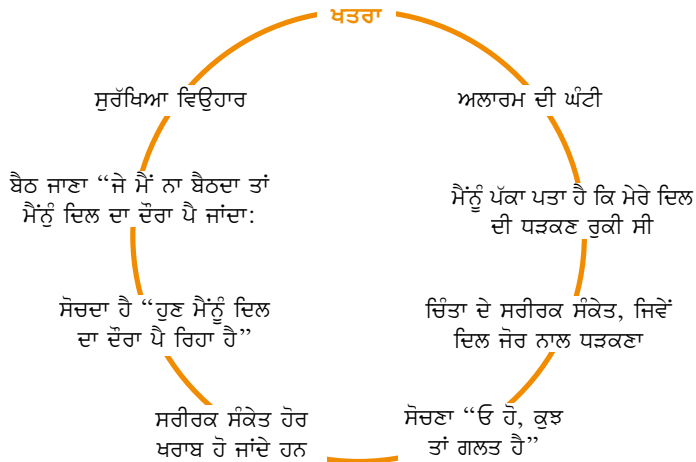 ਖਤਰਾ
ਅਲਾਰਮ ਦੀ ਘੰਟੀ
ਮੈਂਨੂੰ ਪੱਕਾ ਪਤਾ ਹੈ ਕਿ ਮੇਰੇ ਦਿਲ
ਦੀ ਧੜਕਣ ਰੁਕੀ ਸੀ
ਚਿੰਤਾ ਦੇ ਸਰੀਰਕ ਸੰਕੇਤ, ਜਿਵੇਂ
ਦਿਲ ਜੋਰ ਨਾਲ ਧੜਕਣਾ
ਸੋਚਣਾ “ਓ ਹੋ, ਕੁਝ
ਤਾਂ ਗਲਤ ਹੈ”
ਸਰੀਰਕ ਸੰਕੇਤ ਹੋਰ
ਖਰਾਬ ਹੋ ਜਾਂਦੇ ਹਨ
ਸੋਚਦਾ ਹੈ “ਹੁਣ ਮੈਂਨੂੰ ਦਿਲ
ਦਾ ਦੌਰਾ ਪੈ ਰਿਹਾ ਹੈ”
ਬੈਠ ਜਾਣਾ “ਜੇ ਮੈਂ ਨਾ ਬੈਠਦਾ ਤਾਂ
ਮੈਂਨੂੰ ਦਿਲ ਦਾ ਦੌਰਾ ਪੈ ਜਾਂਦਾ:
ਸੁਰੱਖਿਆ ਵਿਉਹਾਰ